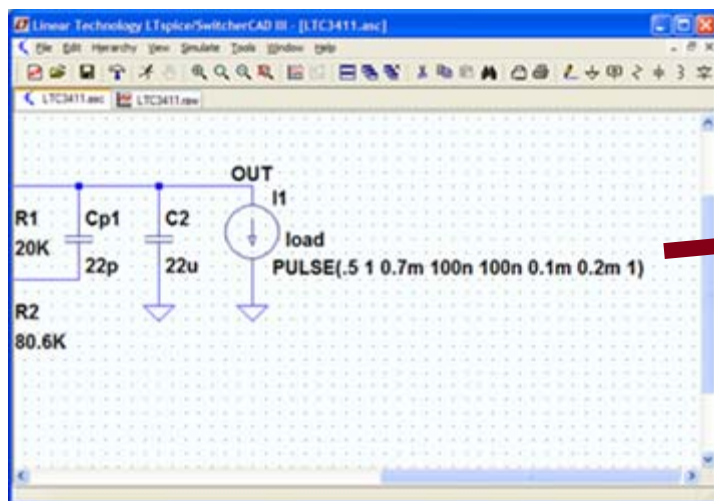 Linear Technology LTspice/SwitcherCAD III - [LTC3411.asc]
File Edit Hierarchy View Simulate Tools Window Help
LTC3411.asc LTC3411.raw
OUT
I1
R1 Cp1 C2
load
20K
22p 22u PULSE(.5 1 0.7m 100n 100n 0.1m 0.2m 1)
R2
80.6K